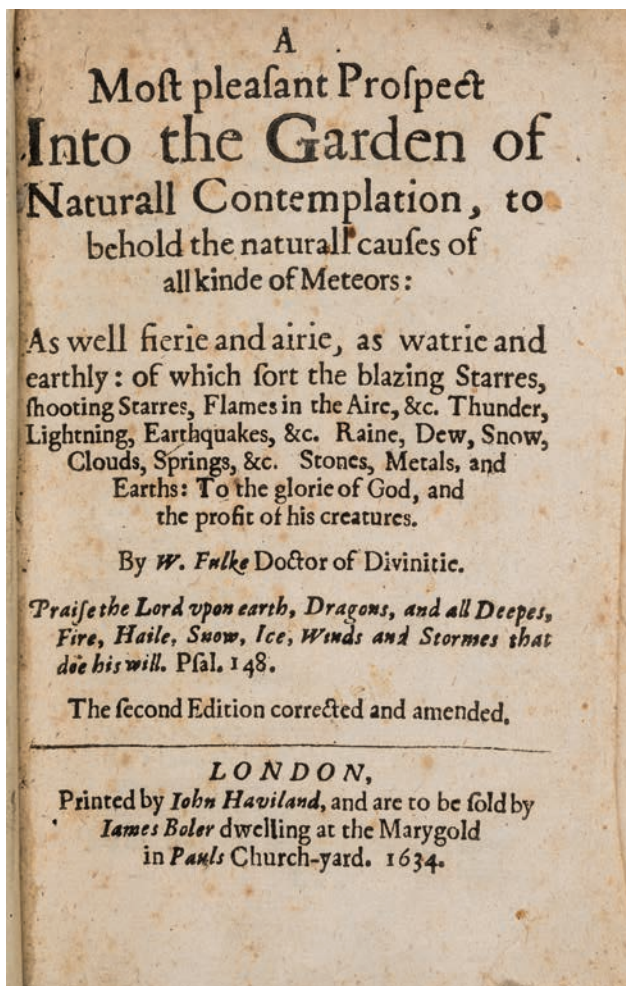 A
Moſt pleaſant Proſpect
Into the Garden of
Naturall Contemplation, to
behold the naturall cauſes of
all kinde of Meteors:
As well fierie and airie, as watrie and
earthly: of which ſort the blazing Starres,
ſhooting Starres, Flames in the Aire, &c. Thunder,
Lightning, Earthquakes, &c. Raine, Dew, Snow,
Clouds, Springs, &c. Stones, Metals, and
Earths: To the glorie of God, and
the profit of his creatures.
By W. Fulke Doctor of Divinitie.
Praiſe the Lord vpon earth, Dragons, and all Deepes,
Fire, Haile, Snow, Ice, Winds and Stormes that
doe his will. Pſal. 148.
The ſecond Edition corrected and amended.
LONDON,
Printed by Iohn Haviland, and are to be ſold by
Iames Boler dwelling at the Marygold
in Pauls Church-yard. 1634.